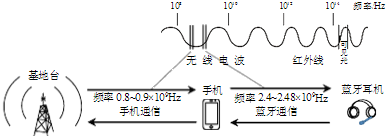 10⁶ 10¹⁰ 10¹² 10¹⁴ 频率/Hz
无线电波 红外线 可见光
基地台 手机 蓝牙耳机
频率 0.8~0.9×10⁹Hz 频率 2.4~2.48×10⁹Hz
手机通信 蓝牙通信